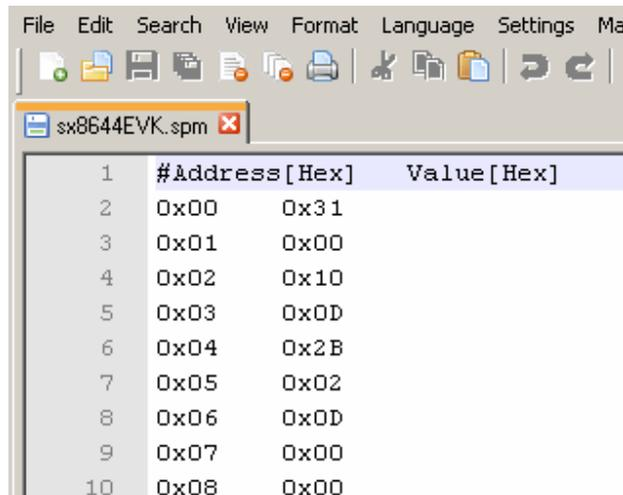 File Edit Search View Format Language Settings Ma
sx8644EVK.spm
1 #Address[Hex] Value[Hex]
2 0x00 0x31
3 0x01 0x00
4 0x02 0x10
5 0x03 0x0D
6 0x04 0x2B
7 0x05 0x02
8 0x06 0x0D
9 0x07 0x00
10 0x08 0x00